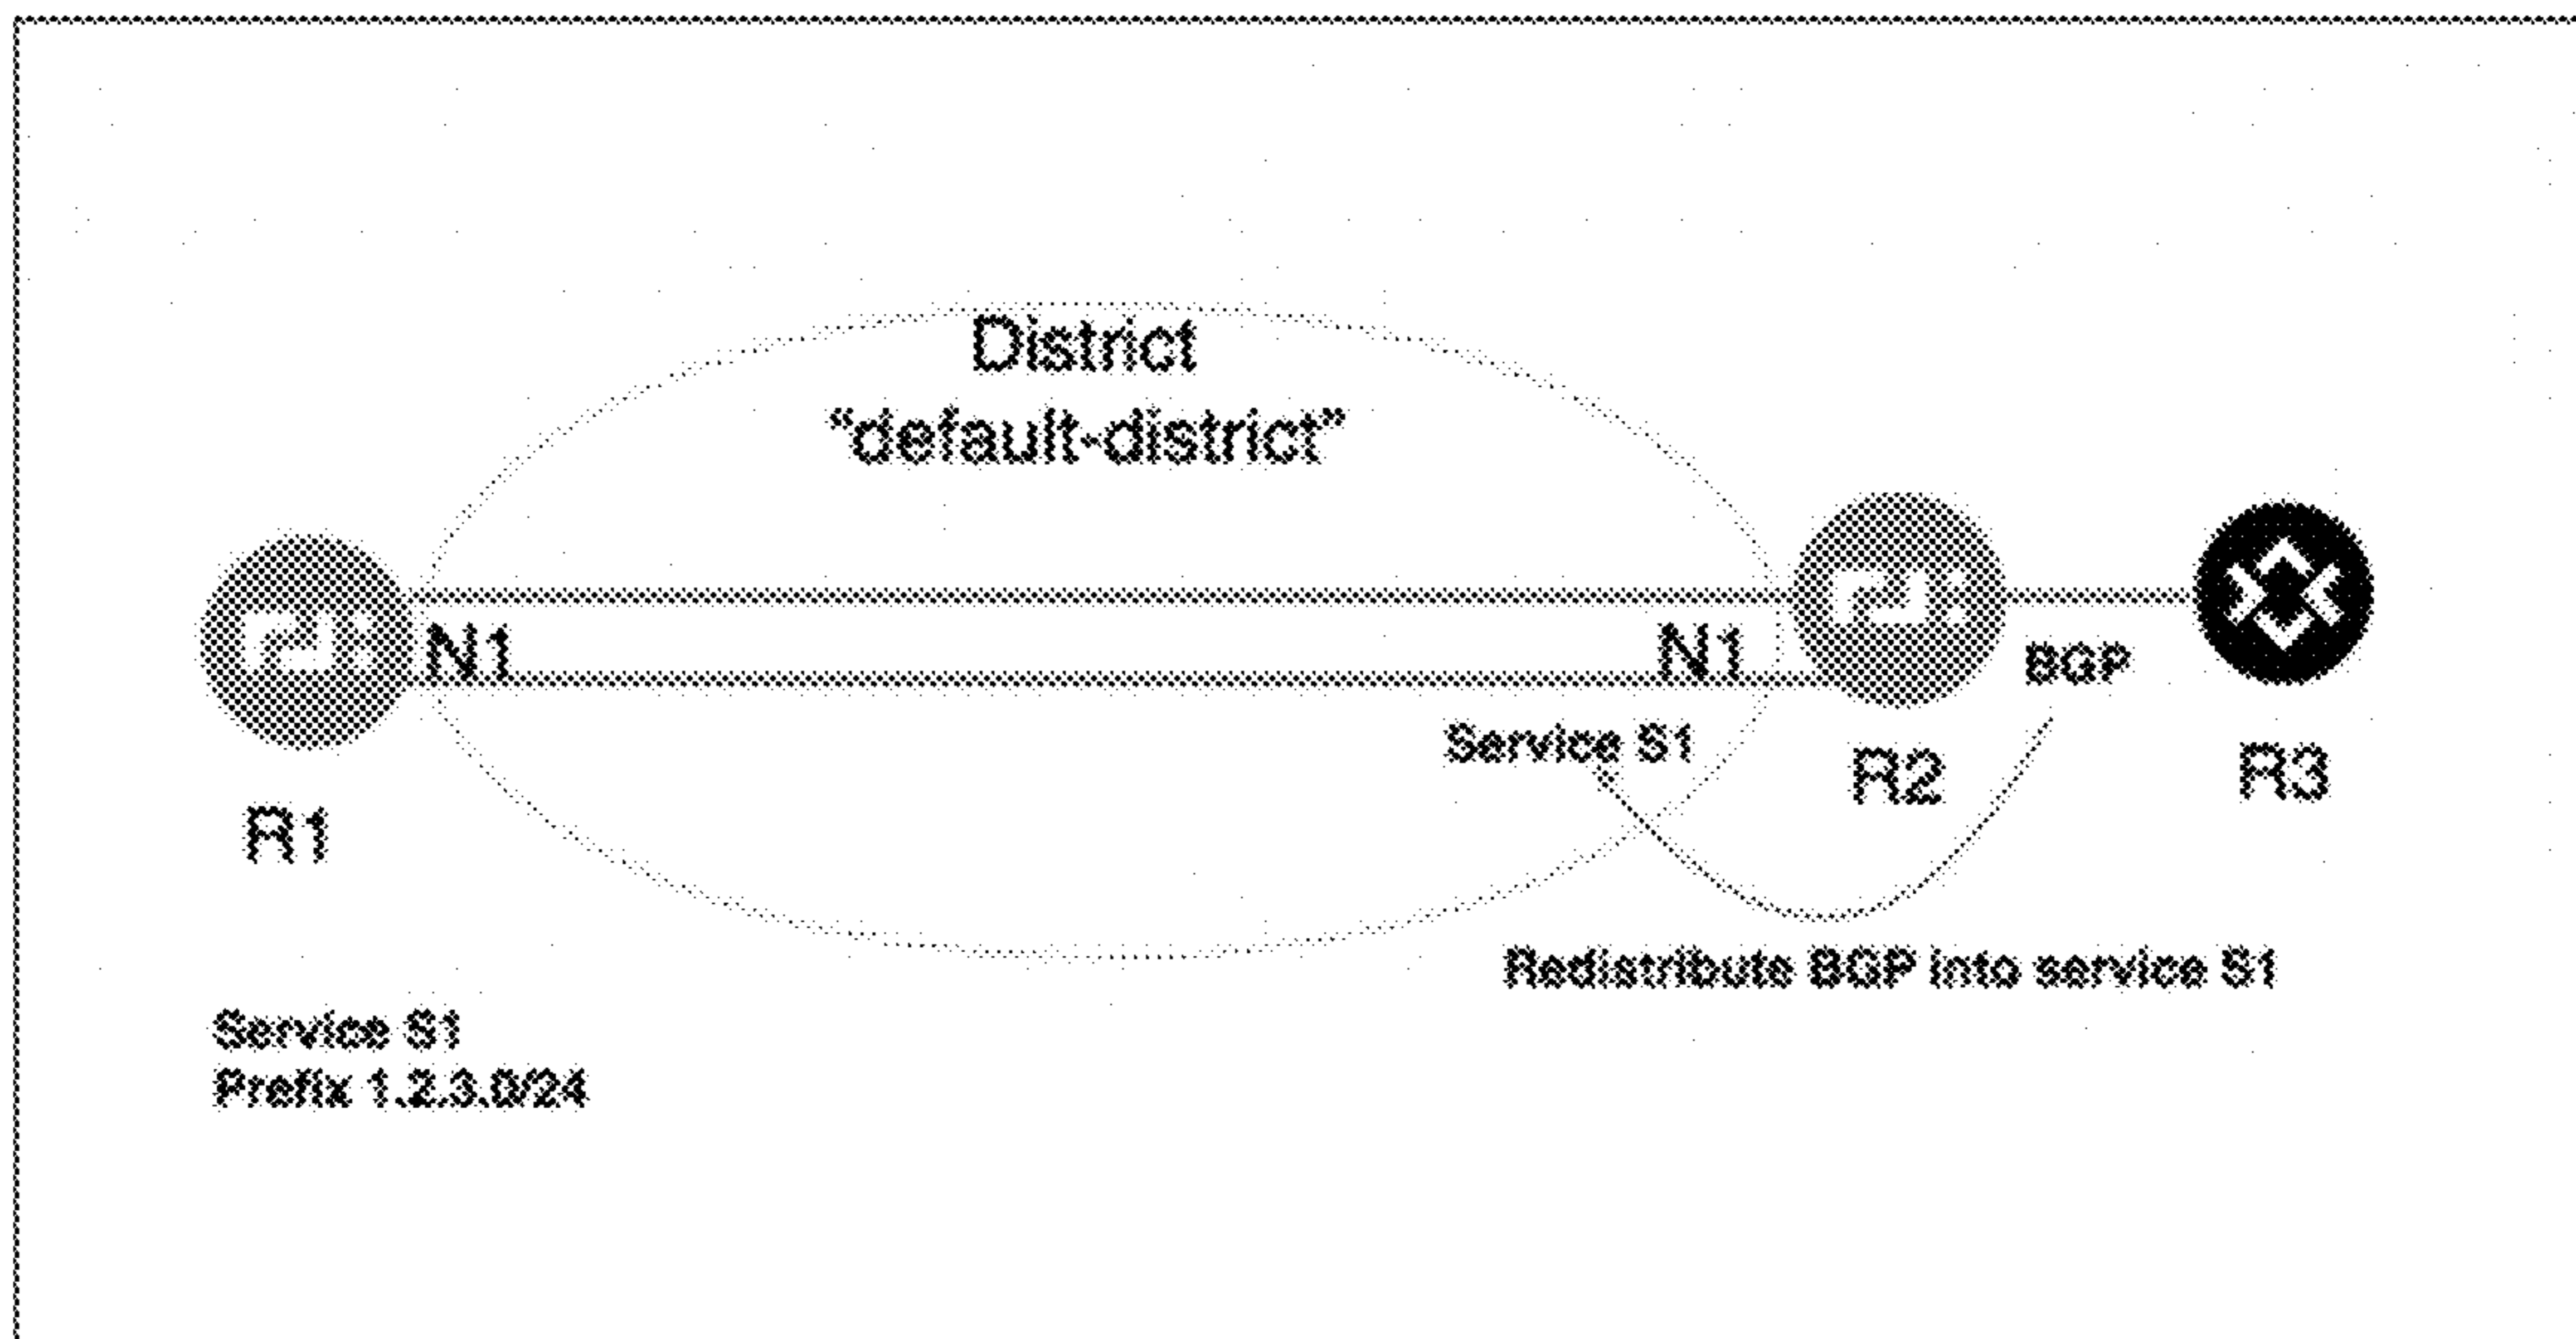 District
“default-district”
N1
N1
BGP
Service S1
R2
R3
R1
Redistribute BGP into service S1
Service S1
Prefix 1.2.3.0/24